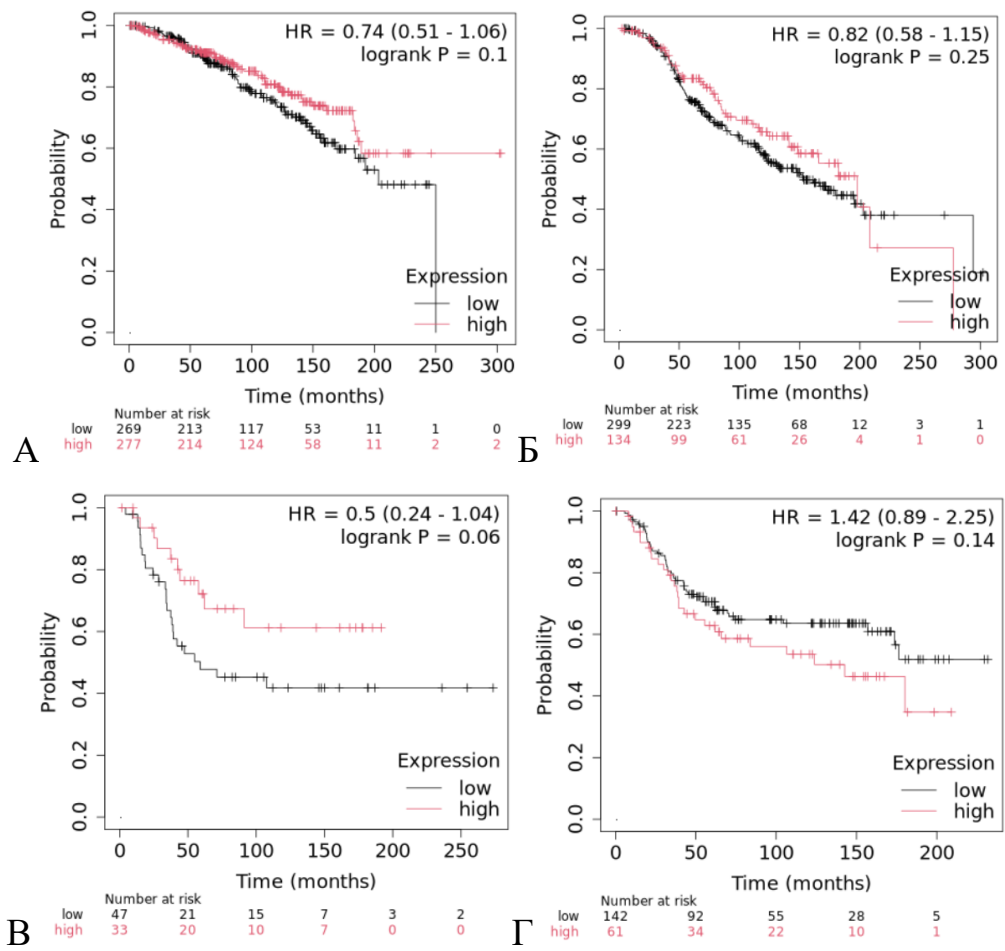 HR = 0.74 (0.51 - 1.06)
logrank P = 0.1
Probability
0.0 0.2 0.4 0.6 0.8 1.0
Expression
low
high
0 50 100 150 200 250 300
Time (months)
Number at risk
low 269 213 117 53 11 1 0
high 277 214 124 58 11 2 2
А
HR = 0.82 (0.58 - 1.15)
logrank P = 0.25
Probability
0.0 0.2 0.4 0.6 0.8 1.0
Expression
low
high
0 50 100 150 200 250 300
Time (months)
Number at risk
low 299 223 135 68 12 3 1
high 134 99 61 26 4 1 0
Б
HR = 0.5 (0.24 - 1.04)
logrank P = 0.06
Probability
0.0 0.2 0.4 0.6 0.8 1.0
Expression
low
high
0 50 100 150 200 250
Time (months)
Number at risk
low 47 21 15 7 3 2
high 33 20 10 7 0 0
В
HR = 1.42 (0.89 - 2.25)
logrank P = 0.14
Probability
0.0 0.2 0.4 0.6 0.8 1.0
Expression
low
high
0 50 100 150 200
Time (months)
Number at risk
low 142 92 55 28 5
high 61 34 22 10 1
Г